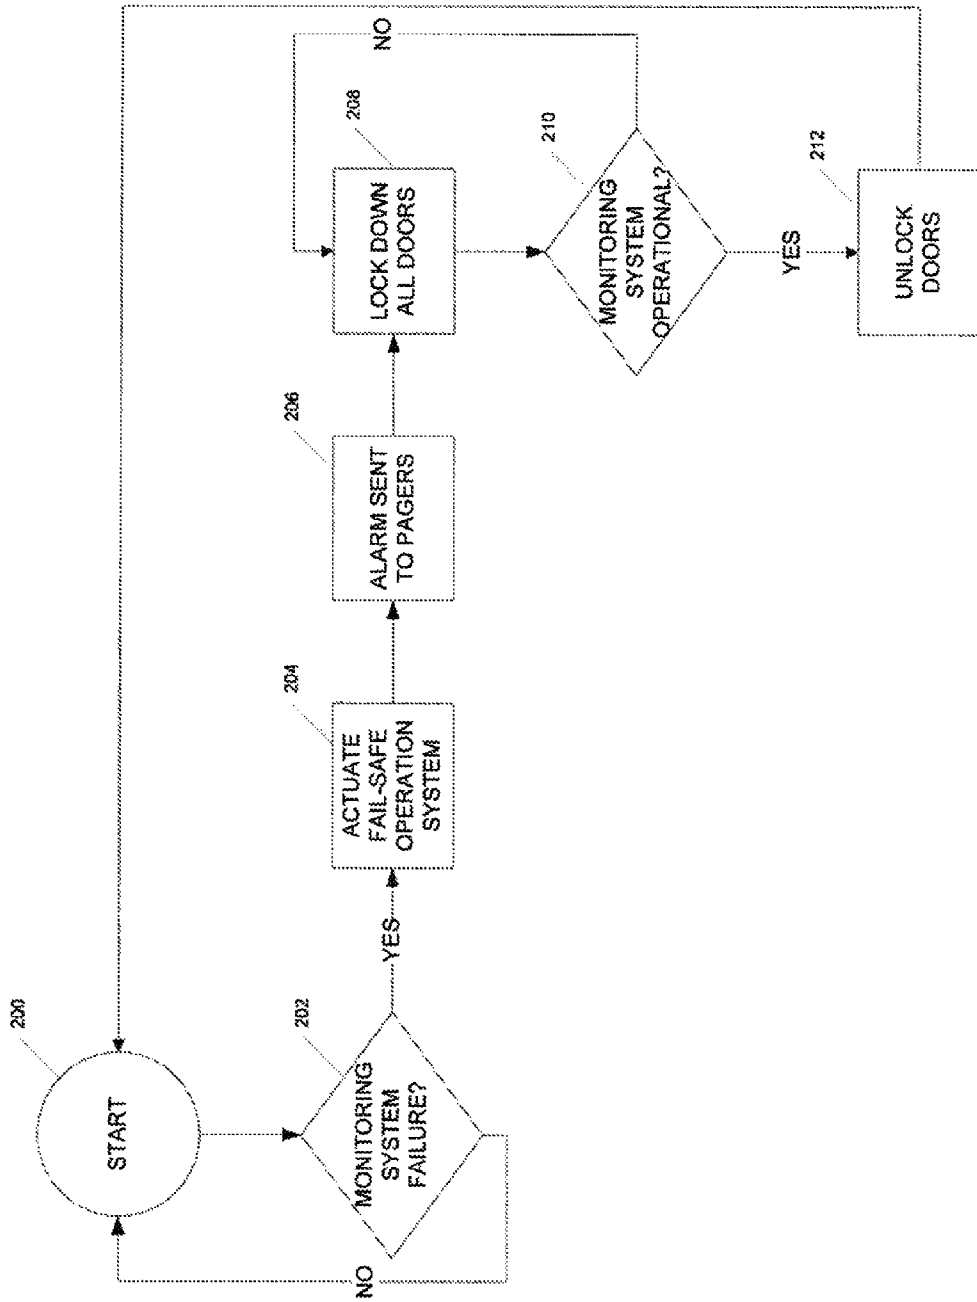 200
START
202
MONITORING
SYSTEM
FAILURE?
NO
YES
204
ACTUATE
FAIL-SAFE
OPERATION
SYSTEM
206
ALARM SENT
TO PAGERS
208
LOCK DOWN
ALL DOORS
210
MONITORING
SYSTEM
OPERATIONAL?
NO
YES
212
UNLOCK
DOORS